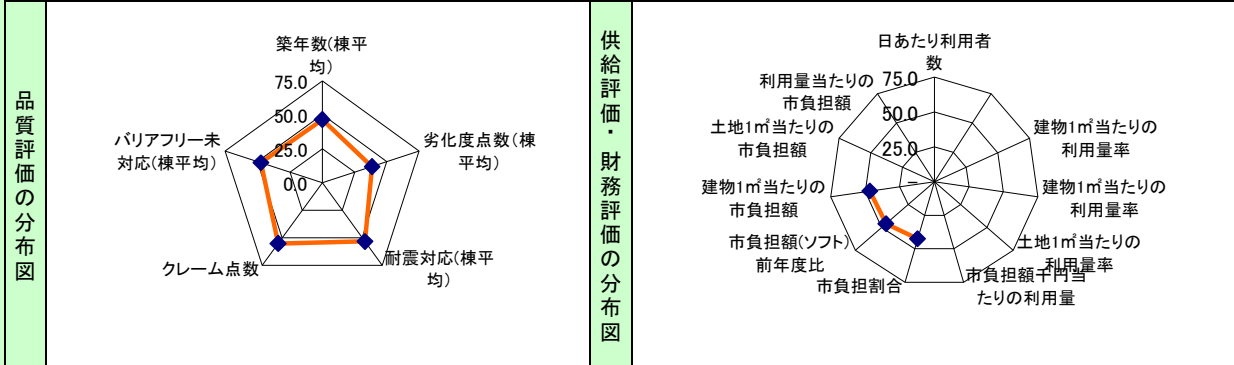 品質評価の分布図
築年数(棟平
均)
75.0
50.0
25.0
0.0
劣化度点数(棟
平均)
耐震対応(棟平
均)
クレーム点数
バリアフリー未
対応(棟平均)
供給評価・財務評価の分布図
日あたり利用者
数
75.0
50.0
25.0
-
建物1㎡当たりの
利用量率
建物1㎡当たりの
利用量率
土地1㎡当たりの
利用量率
市負担額千円当
たりの利用量
市負担割合
市負担額(ソフト)
前年度比
建物1㎡当たりの
市負担額
土地1㎡当たりの
市負担額
利用量当たりの
市負担額